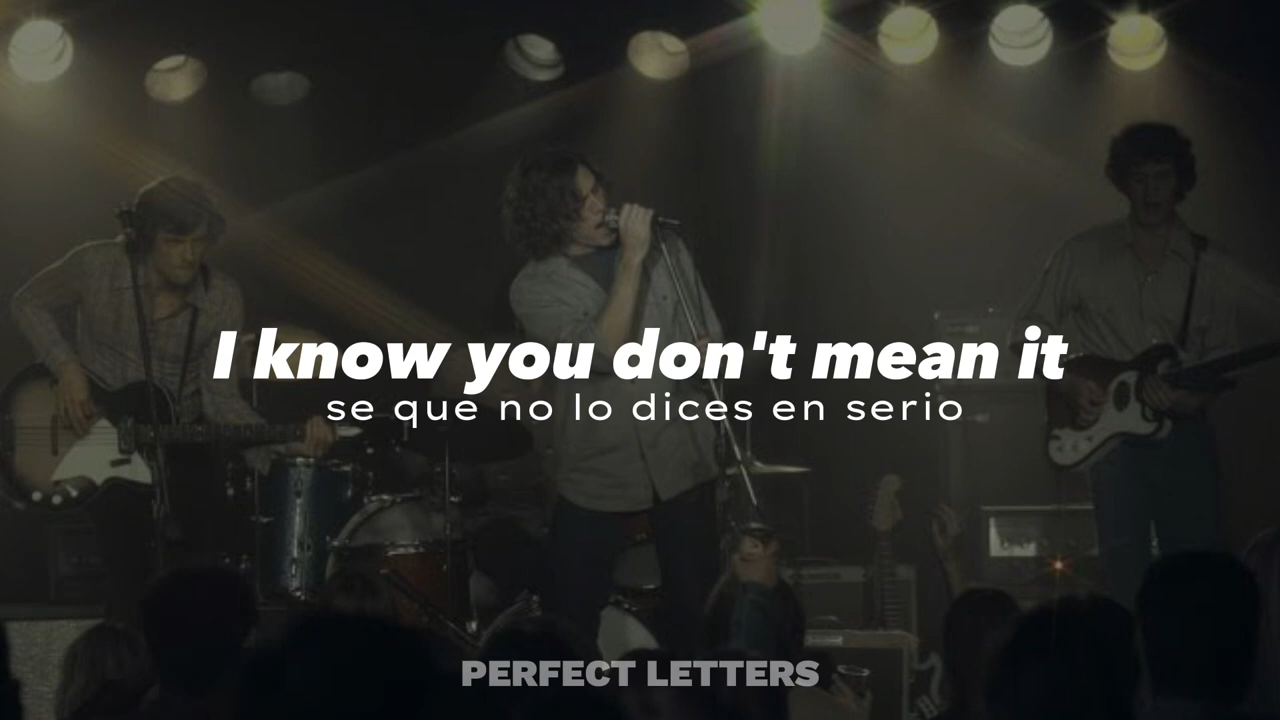 I know you don't mean it
se que no lo dices en serio
PERFECT LETTERS